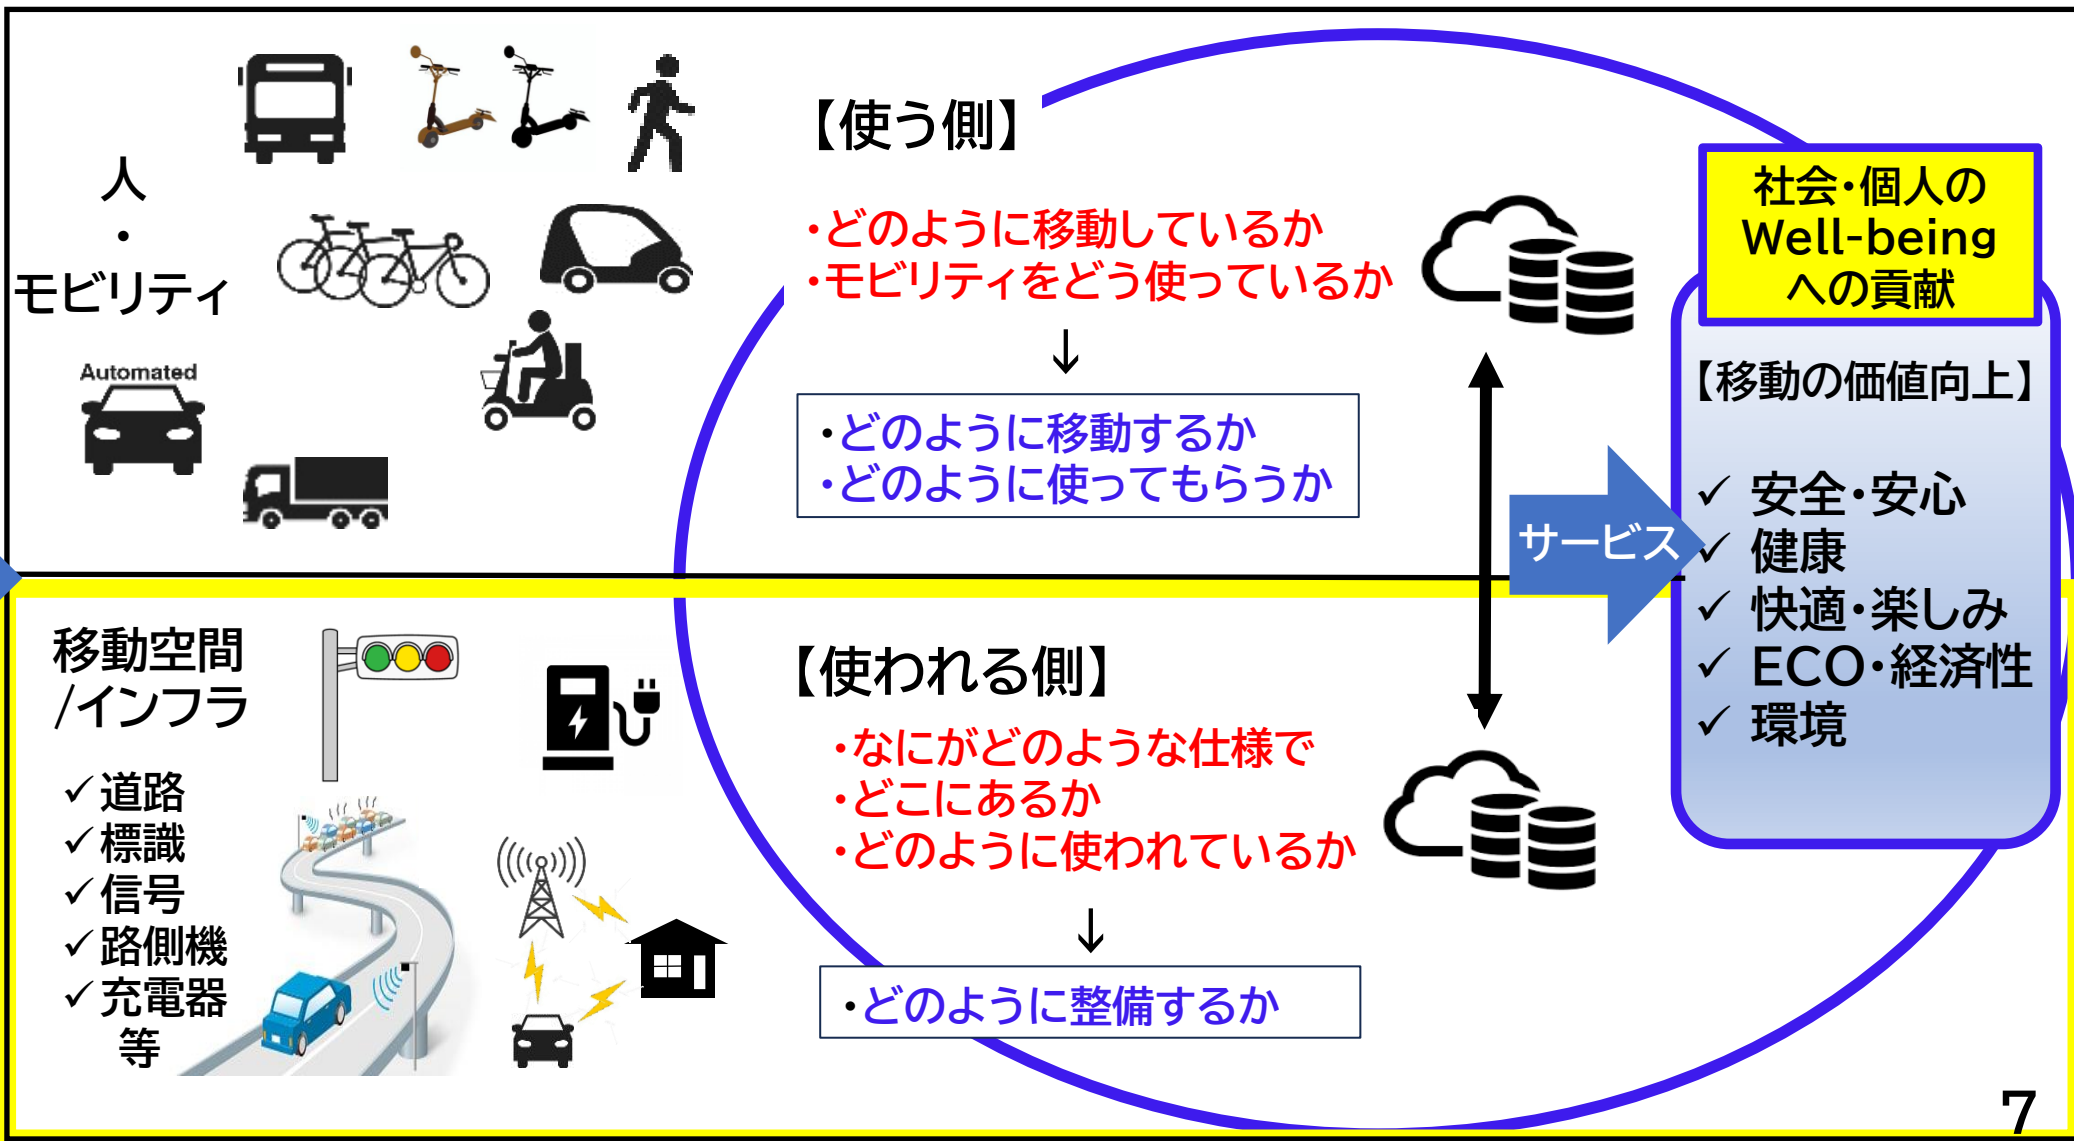 人
・
モビリティ
Automated
【使う側】
・どのように移動しているか
・モビリティをどう使っているか
↓
・どのように移動するか
・どのように使ってもらうか
サービス
社会・個人の
Well-being
への貢献
【移動の価値向上】
✓ 安全・安心
✓ 健康
✓ 快適・楽しみ
✓ ECO・経済性
✓ 環境
移動空間
/インフラ
✓道路
✓標識
✓信号
✓路側機
✓充電器
等
【使われる側】
・なにがどのような仕様で
・どこにあるか
・どのように使われているか
↓
・どのように整備するか
7